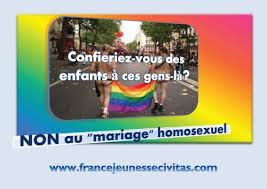 Confieriez-vous des
enfants à ces gens-là?
NON au "mariage" homosexuel
www.francejeunessecivitas.com